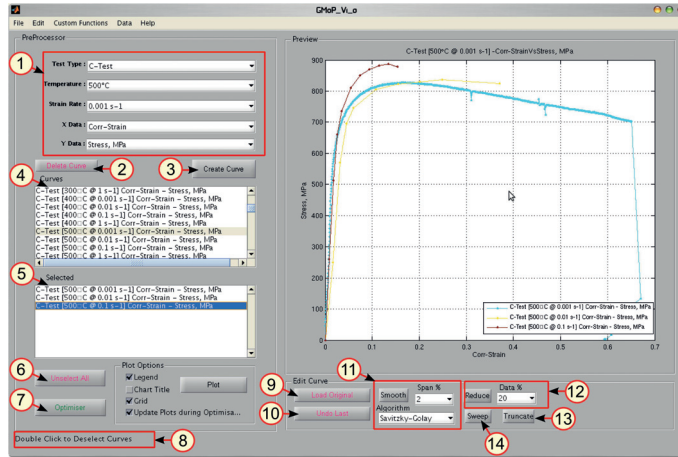 GMoP_V1_0
File Edit Custom Functions Data Help
PreProcessor
1
Test Type : C-Test
Temperature : 500°C
Strain Rate : 0.001 s-1
X Data : Corr-Strain
Y Data : Stress, MPa
Delete Curve
2
3
Create Curve
4
Curves
C-Test [300□C @ 1 s-1] Corr-Strain - Stress, MPa
C-Test [400□C @ 0.001 s-1] Corr-Strain - Stress, MPa
C-Test [400□C @ 0.01 s-1] Corr-Strain - Stress, MPa
C-Test [400□C @ 0.1 s-1] Corr-Strain - Stress, MPa
C-Test [400□C @ 1 s-1] Corr-Strain - Stress, MPa
C-Test [500□C @ 0.001 s-1] Corr-Strain - Stress, MPa
C-Test [500□C @ 0.01 s-1] Corr-Strain - Stress, MPa
C-Test [500□C @ 0.1 s-1] Corr-Strain - Stress, MPa
C-Test [500□C @ 1 s-1] Corr-Strain - Stress, MPa
5
Selected
C-Test [500□C @ 0.001 s-1] Corr-Strain - Stress, MPa
C-Test [500□C @ 0.01 s-1] Corr-Strain - Stress, MPa
C-Test [500□C @ 0.1 s-1] Corr-Strain - Stress, MPa
6
Unselect All
7
Optimiser
Plot Options
Legend
Chart Title
Grid
Update Plots during Optimisa...
Plot
Double Click to Deselect Curves
8
Preview
C-Test [500°C @ 0.001 s-1] -Corr-StrainVsStress, MPa
900
800
700
600
500
400
300
200
100
0
Stress, MPa
0 0.1 0.2 0.3 0.4 0.5 0.6 0.7
Corr-Strain
C-Test [500□C @ 0.001 s-1] Corr-Strain - Stress, MPa
C-Test [500□C @ 0.01 s-1] Corr-Strain - Stress, MPa
C-Test [500□C @ 0.1 s-1] Corr-Strain - Stress, MPa
Edit Curve
9
Load Original
10
Undo Last
11
Smooth
Span %
2
Algorithm
Savitzky-Golay
Reduce
Data %
20
12
Sweep
Truncate
13
14